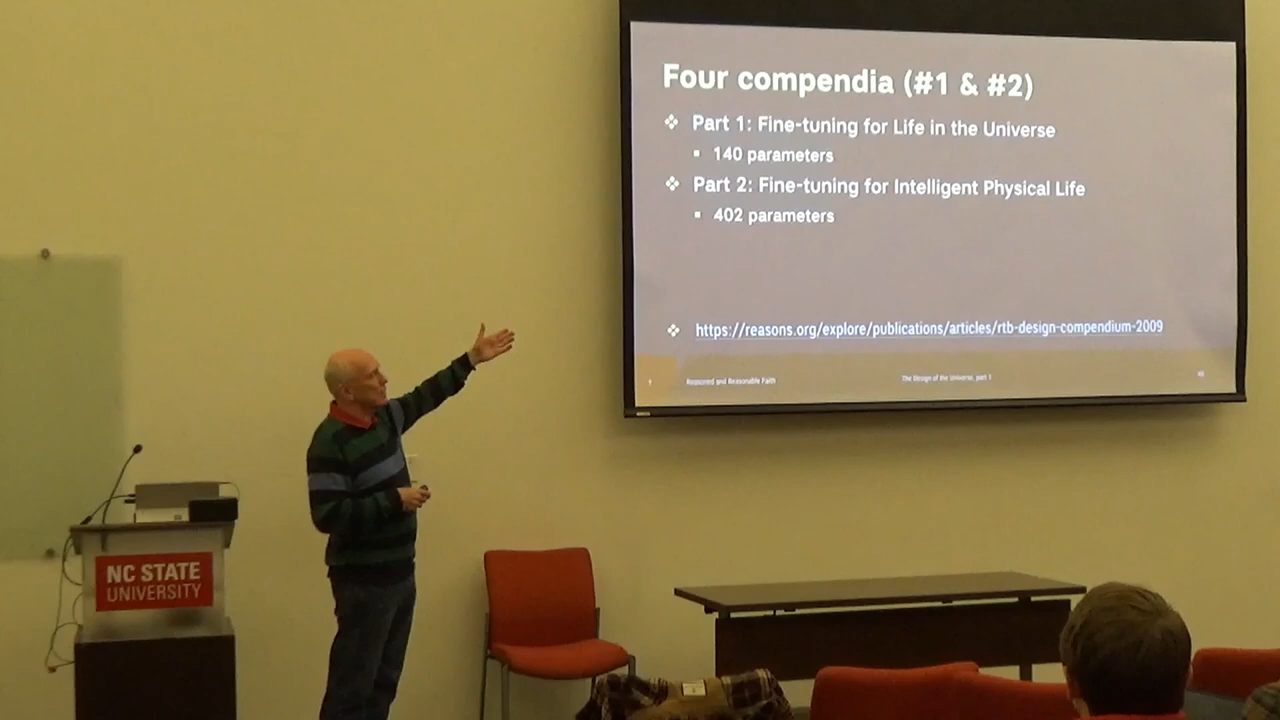 Four compendia (#1 & #2)
Part 1: Fine-tuning for Life in the Universe
140 parameters
Part 2: Fine-tuning for Intelligent Physical Life
402 parameters
https://reasons.org/explore/publications/articles/rtb-design-compendium-2009
Reasoned and Reasonable Faith
The Design of the Universe, part 1
NC STATE
UNIVERSITY